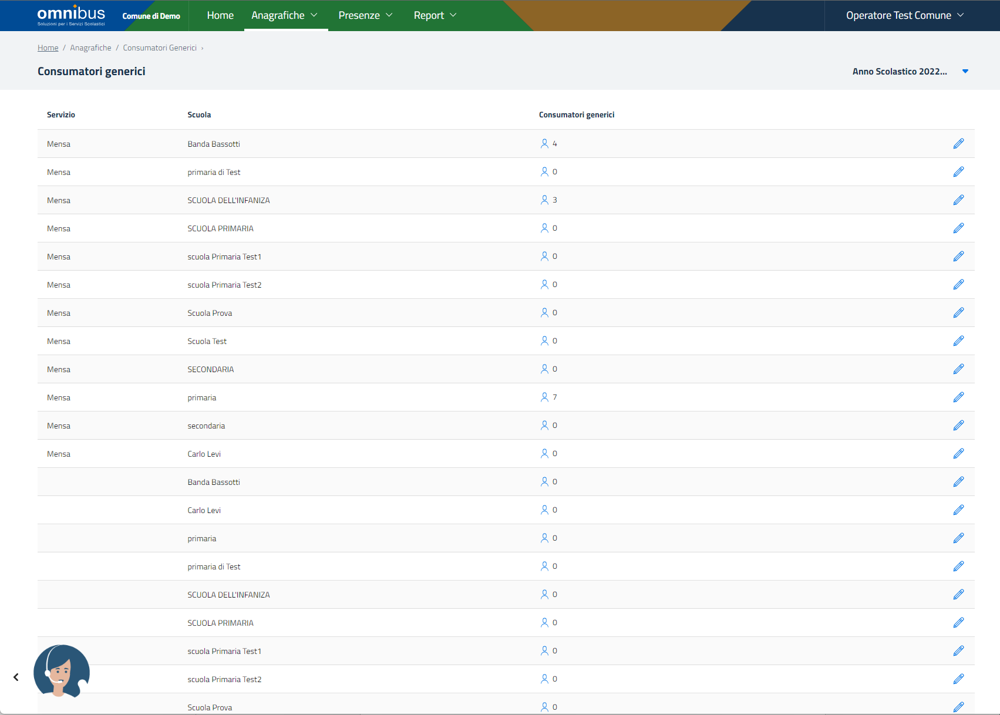 omnibus
Soluzioni per i Servizi Scolastici
Comune di Demo
Home Anagrafiche Presenze Report Operatore Test Comune
Home / Anagrafiche / Consumatori Generici ›
Consumatori generici Anno Scolastico 2022...
Servizio Scuola Consumatori generici
Mensa Banda Bassotti 4
Mensa primaria di Test 0
Mensa SCUOLA DELL'INFANIZA 3
Mensa SCUOLA PRIMARIA 0
Mensa scuola Primaria Test1 0
Mensa scuola Primaria Test2 0
Mensa Scuola Prova 0
Mensa Scuola Test 0
Mensa SECONDARIA 0
Mensa primaria 7
Mensa secondaria 0
Mensa Carlo Levi 0
Banda Bassotti 0
Carlo Levi 0
primaria 0
primaria di Test 0
SCUOLA DELL'INFANIZA 0
SCUOLA PRIMARIA 0
scuola Primaria Test1 0
scuola Primaria Test2 0
Scuola Prova 0